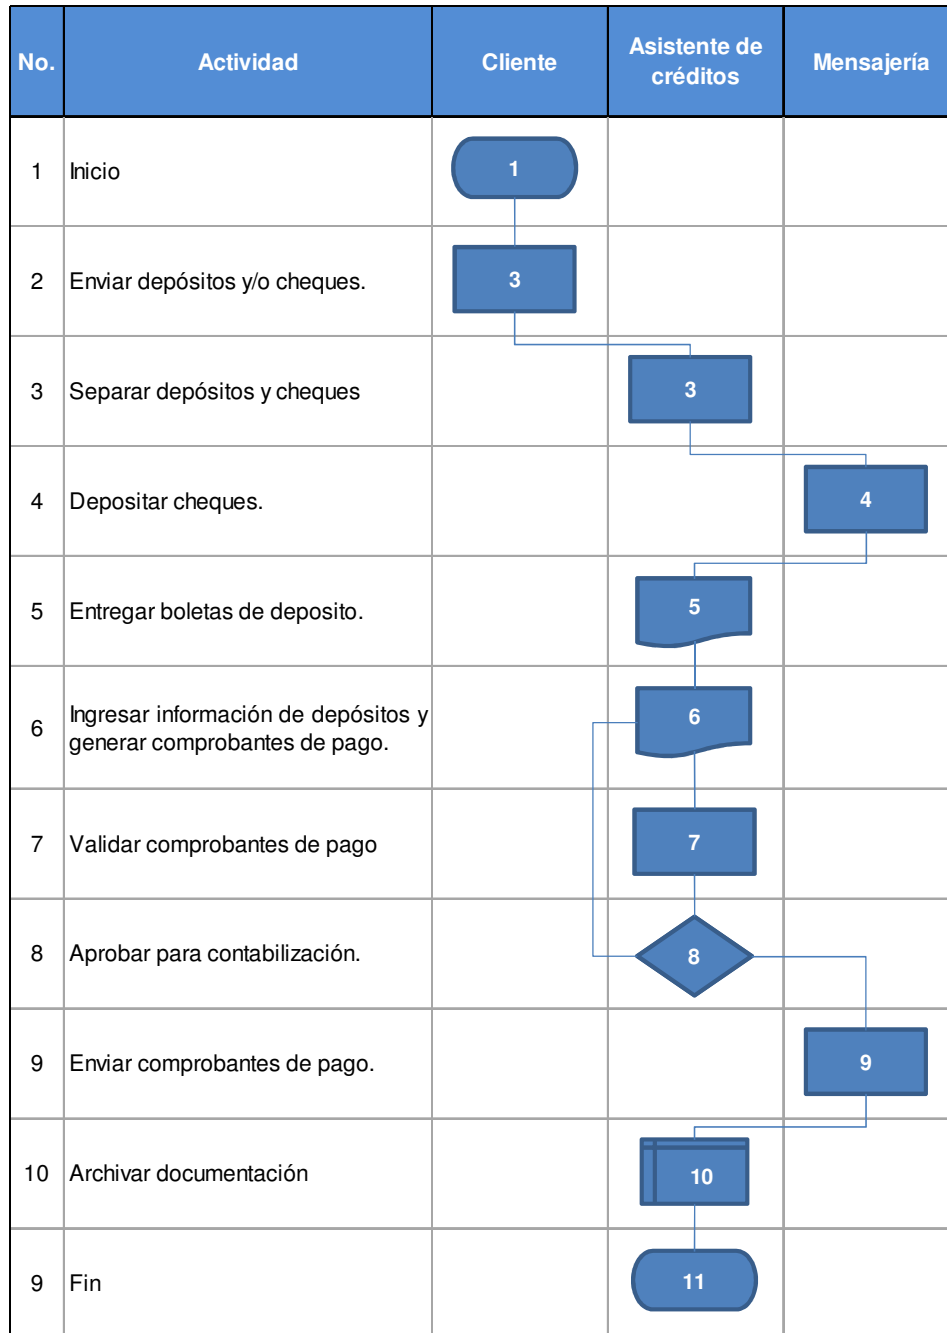 No. Actividad Cliente Asistente de créditos Mensajería
1 Inicio 1
2 Enviar depósitos y/o cheques. 3
3 Separar depósitos y cheques 3
4 Depositar cheques. 4
5 Entregar boletas de deposito. 5
6 Ingresar información de depósitos y
generar comprobantes de pago. 6
7 Validar comprobantes de pago 7
8 Aprobar para contabilización. 8
9 Enviar comprobantes de pago. 9
10 Archivar documentación 10
9 Fin 11